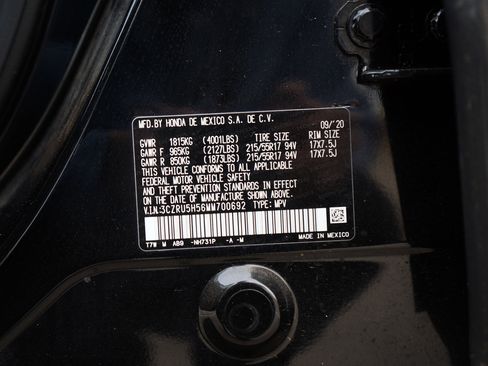 MFD. BY HONDA DE MEXICO S.A. DE C.V.
09/'20
GVWR 1815KG (4001LBS) TIRE SIZE RIM SIZE
GAWR F 965KG (2127LBS) 215/55R17 94V 17X7.5J
GAWR R 850KG (1873LBS) 215/55R17 94V 17X7.5J
THIS VEHICLE CONFORMS TO ALL APPLICABLE
FEDERAL MOTOR VEHICLE SAFETY
AND THEFT PREVENTION STANDARDS IN EFFECT
ON THE DATE OF MANUFACTURE SHOWN ABOVE.
V.I.N:3CZRU5H56MM700692 TYPE: MPV
T7W M AB9 -NH731P -A -M MADE IN MEXICO